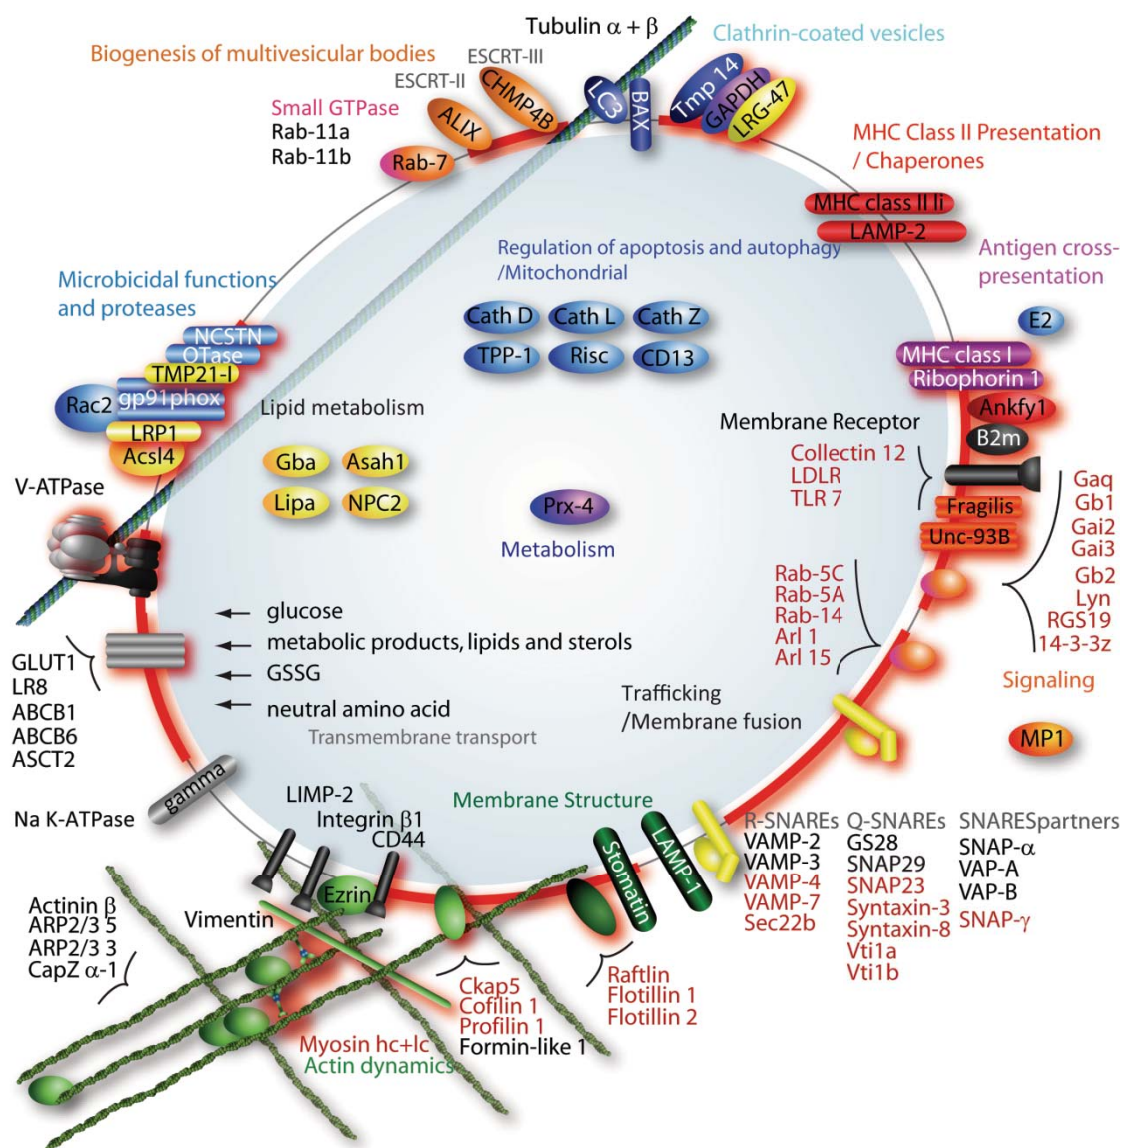 Tubulin α + β
Clathrin-coated vesicles
Biogenesis of multivesicular bodies
ESCRT-III
ESCRT-II
CHMP4B
ALIX
Small GTPase
Rab-11a
Rab-11b
Rab-7
LC3
BAX
Tmp 14
GAPDH
LRG-47
MHC Class II Presentation
/ Chaperones
MHC class II Ii
LAMP-2
Antigen cross-
presentation
E2
MHC class I
Ribophorin 1
Ankfy1
B2m
Regulation of apoptosis and autophagy
/Mitochondrial
Cath D
Cath L
Cath Z
TPP-1
Risc
CD13
Microbicidal functions
and proteases
NCSTN
OTase
TMP21-I
gp91phox
Rac2
LRP1
Acsl4
Lipid metabolism
Gba
Asah1
Lipa
NPC2
Prx-4
Metabolism
Membrane Receptor
Collectin 12
LDLR
TLR 7
Fragilis
Unc-93B
Gaq
Gb1
Gai2
Gai3
Gb2
Lyn
RGS19
14-3-3z
Signaling
MP1
Rab-5C
Rab-5A
Rab-14
Arl 1
Arl 15
Trafficking
/Membrane fusion
V-ATPase
glucose
metabolic products, lipids and sterols
GSSG
neutral amino acid
Transmembrane transport
GLUT1
LR8
ABCB1
ABCB6
ASCT2
gamma
Na K-ATPase
LIMP-2
Integrin β1
CD44
Ezrin
Membrane Structure
Stomatin
LAMP-1
R-SNAREs
VAMP-2
VAMP-3
VAMP-4
VAMP-7
Sec22b
Q-SNAREs
GS28
SNAP29
SNAP23
Syntaxin-3
Syntaxin-8
Vti1a
Vti1b
SNARESpartners
SNAP-α
VAP-A
VAP-B
SNAP-γ
Actinin β
ARP2/3 5
ARP2/3 3
CapZ α-1
Vimentin
Ckap5
Cofilin 1
Profilin 1
Formin-like 1
Raftlin
Flotillin 1
Flotillin 2
Myosin hc+lc
Actin dynamics